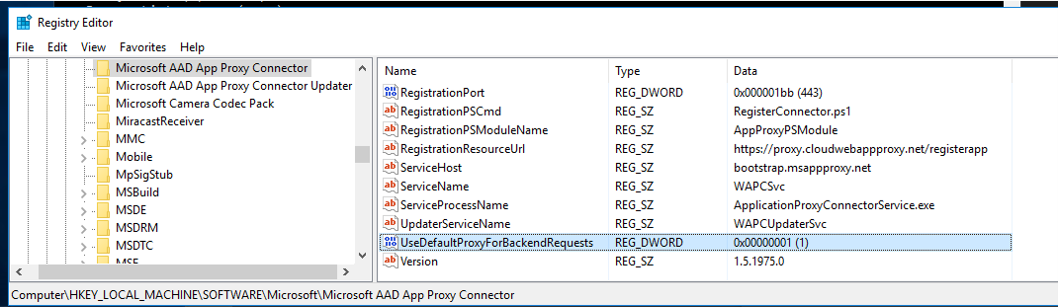 Registry Editor
File Edit View Favorites Help
Microsoft AAD App Proxy Connector
Microsoft AAD App Proxy Connector Updater
Microsoft Camera Codec Pack
MiracastReceiver
MMC
Mobile
MpSigStub
MSBuild
MSDE
MSDRM
MSDTC
MSF
Name Type Data
RegistrationPort REG_DWORD 0x000001bb (443)
RegistrationPSCmd REG_SZ RegisterConnector.ps1
RegistrationPSModuleName REG_SZ AppProxyPSModule
RegistrationResourceUrl REG_SZ https://proxy.cloudwebappproxy.net/registerapp
ServiceHost REG_SZ bootstrap.msappproxy.net
ServiceName REG_SZ WAPCSvc
ServiceProcessName REG_SZ ApplicationProxyConnectorService.exe
UpdaterServiceName REG_SZ WAPCUpdaterSvc
UseDefaultProxyForBackendRequests REG_DWORD 0x00000001 (1)
Version REG_SZ 1.5.1975.0
Computer\HKEY_LOCAL_MACHINE\SOFTWARE\Microsoft\Microsoft AAD App Proxy Connector